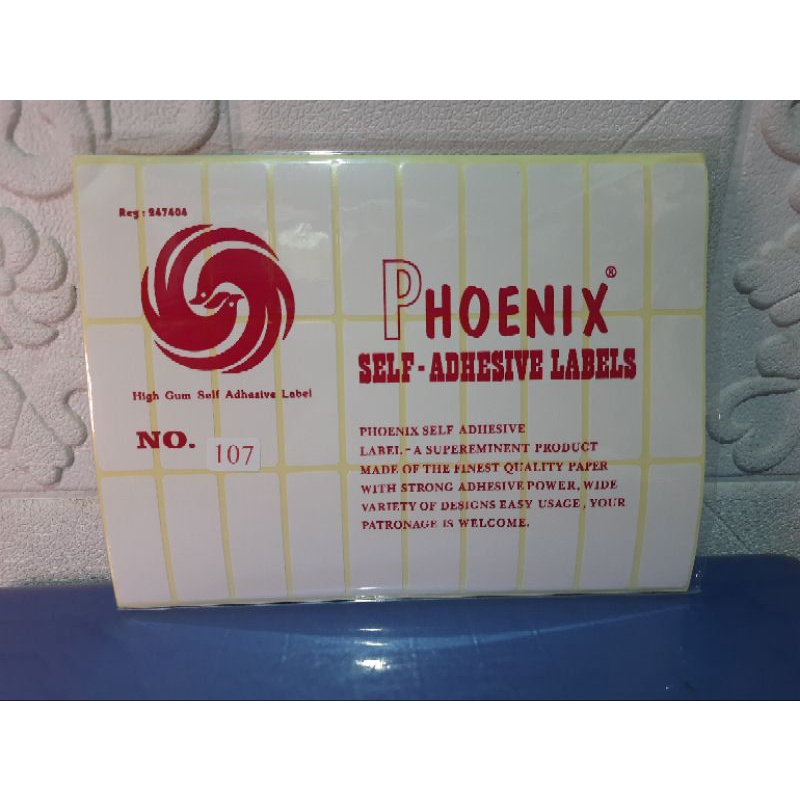 Reg : 247404
PHOENIX®
SELF-ADHESIVE LABELS
High Gum Self Adhasive Label
NO. 107
PHOENIX SELF ADHESIVE
LABEL - A SUPEREMINENT PRODUCT
MADE OF THE FINEST QUALITY PAPER
WITH STRONG ADHESIVE POWER, WIDE
VARIETY OF DESIGNS EASY USAGE, YOUR
PATRONAGE IS WELCOME.